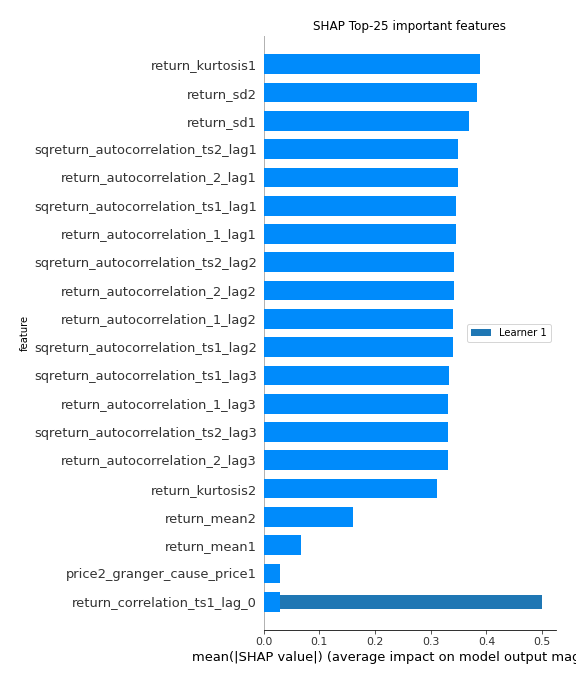 SHAP Top-25 important features
return_kurtosis1
return_sd2
return_sd1
sqreturn_autocorrelation_ts2_lag1
return_autocorrelation_2_lag1
sqreturn_autocorrelation_ts1_lag1
return_autocorrelation_1_lag1
sqreturn_autocorrelation_ts2_lag2
return_autocorrelation_2_lag2
return_autocorrelation_1_lag2
sqreturn_autocorrelation_ts1_lag2
sqreturn_autocorrelation_ts1_lag3
return_autocorrelation_1_lag3
sqreturn_autocorrelation_ts2_lag3
return_autocorrelation_2_lag3
return_kurtosis2
return_mean2
return_mean1
price2_granger_cause_price1
return_correlation_ts1_lag_0
feature
Learner 1
0.0 0.1 0.2 0.3 0.4 0.5
mean(|SHAP value|) (average impact on model output mag